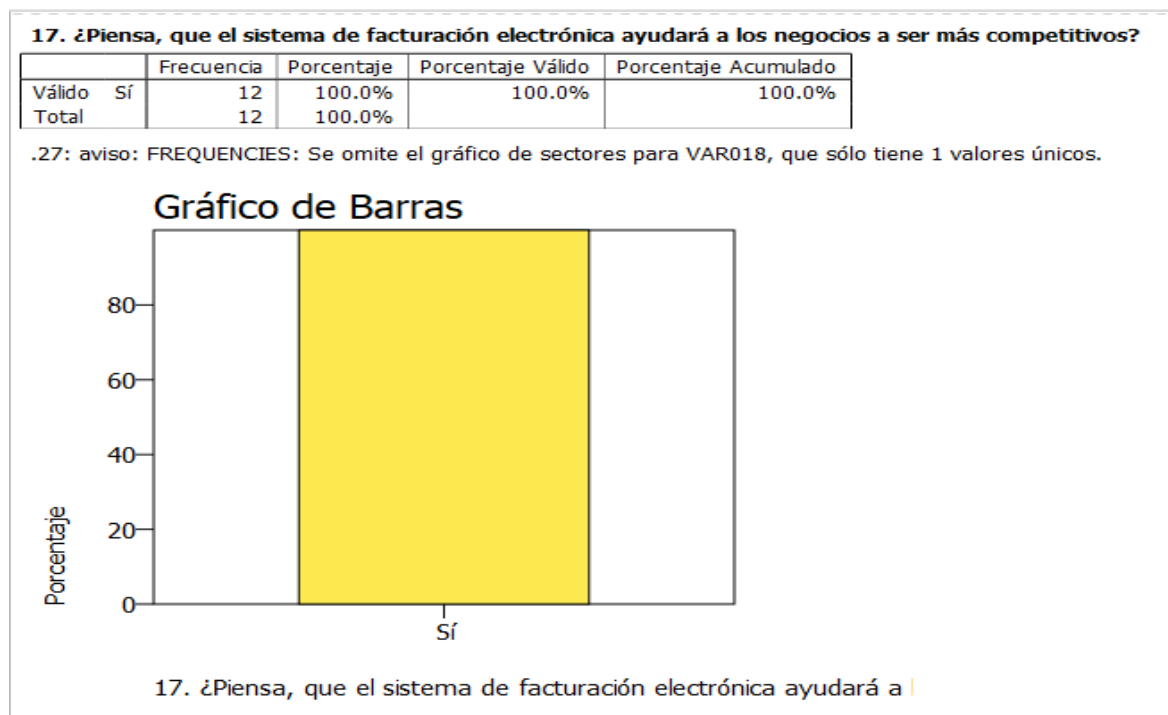 17. ¿Piensa, que el sistema de facturación electrónica ayudará a los negocios a ser más competitivos?
Frecuencia Porcentaje Porcentaje Válido Porcentaje Acumulado
Válido Sí 12 100.0% 100.0% 100.0%
Total 12 100.0%
.27: aviso: FREQUENCIES: Se omite el gráfico de sectores para VAR018, que sólo tiene 1 valores únicos.
Gráfico de Barras
80
60
40
20
0
Porcentaje
Sí
17. ¿Piensa, que el sistema de facturación electrónica ayudará a